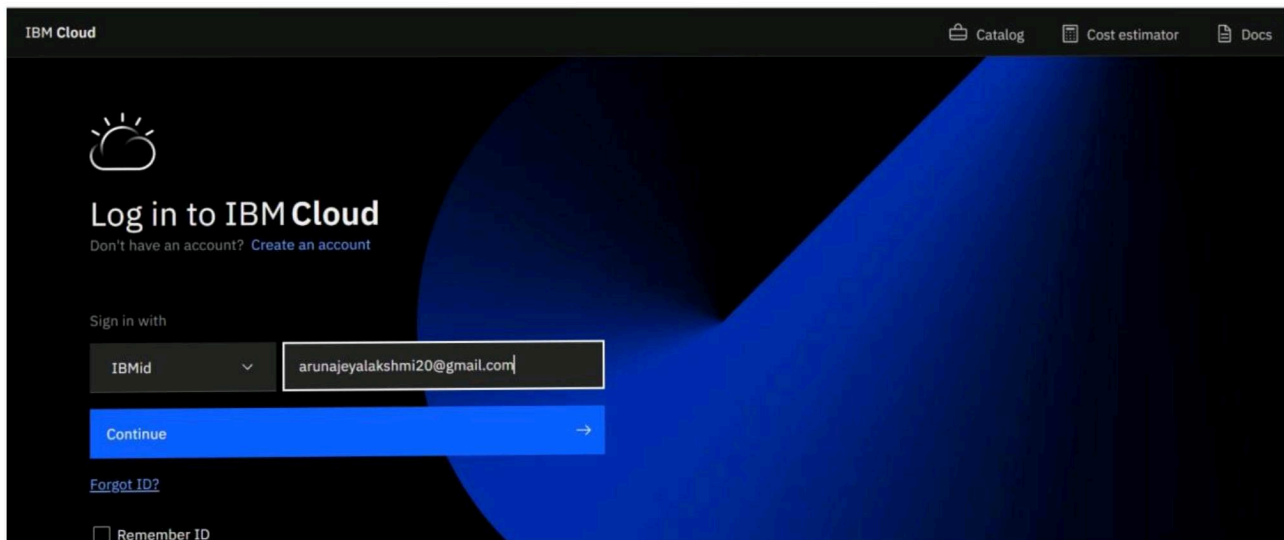 IBM Cloud Catalog Cost estimator Docs
Log in to IBM Cloud
Don't have an account? Create an account
Sign in with
IBMid arunajeyalakshmi20@gmail.com
Continue
Forgot ID?
Remember ID